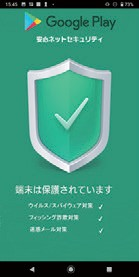 15:45
75%
Google Play
安心ネットセキュリティ
端末は保護されています
ウイルス/スパイウェア対策 ✓
フィッシング詐欺対策 ✓
迷惑メール対策 ✓